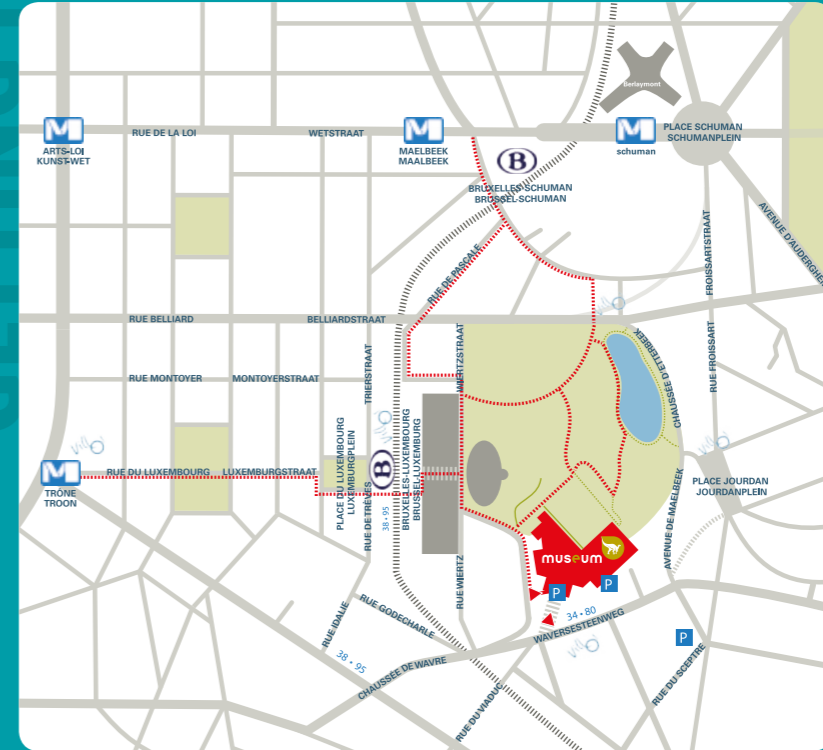 Berlaymont
M
ARTS-LOI
KUNST-WET
RUE DE LA LOI
WETSTRAAT
M
MAELBEEK
MAALBEEK
M
schuman
PLACE SCHUMAN
SCHUMANPLEIN
B
BRUXELLES-SCHUMAN
BRUSSEL-SCHUMAN
AVENUE D'AUDERGHEM
FROISSARTSTRAAT
RUE DE PASCALE
RUE BELLIARD
BELLIARDSTRAAT
WIERTZSTRAAT
TRIERSTRAAT
CHAUSSÉE D'ETTERBEEK
RUE FROISSART
RUE MONTOYER
MONTOYERSTRAAT
M
TRÔNE
TROON
RUE DU LUXEMBOURG
LUXEMBURGSTRAAT
PLACE DU LUXEMBOURG
LUXEMBURGPLEIN
RUE DE TRÈVES
B
38 • 95
BRUXELLES-LUXEMBOURG
BRUSSEL-LUXEMBURG
PLACE JOURDAN
JOURDANPLEIN
AVENUE DE MAELBEEK
museum
P
P
34 • 80
WAVERSESTEENWEG
RUE WIERTZ
RUE IDALIE
RUE GODECHARLE
38 • 95
CHAUSSÉE DE WAVRE
P
RUE DU SCEPTRE
RUE DU VIADUC